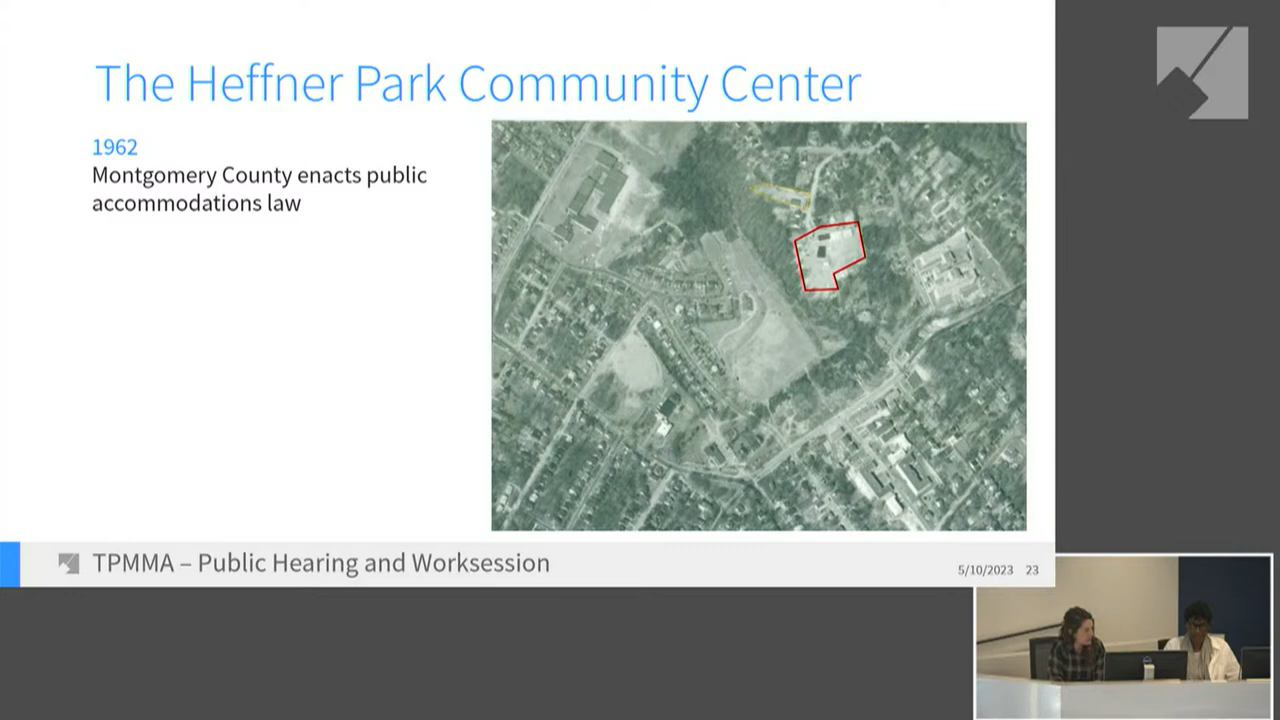 The Heffner Park Community Center
1962
Montgomery County enacts public
accommodations law
TPMMA – Public Hearing and Worksession
5/10/2023 23